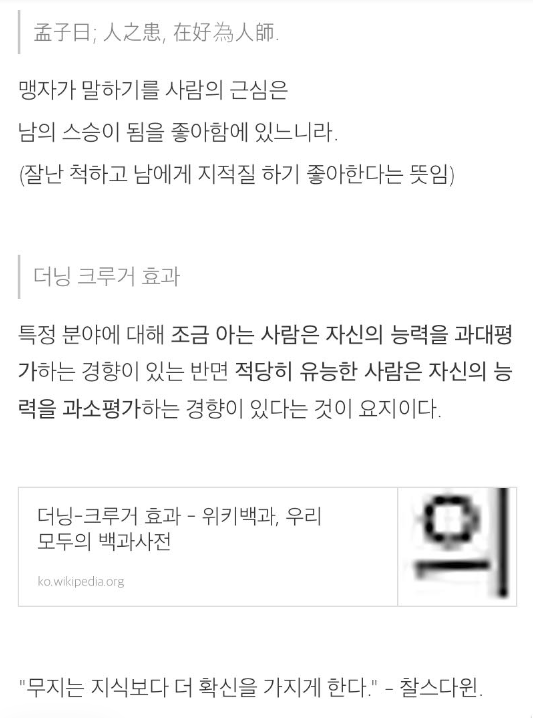 孟子曰; 人之患, 在好為人師.
맹자가 말하기를 사람의 근심은
남의 스승이 됨을 좋아함에 있느니라.
(잘난 척하고 남에게 지적질 하기 좋아한다는 뜻임)
더닝 크루거 효과
특정 분야에 대해 조금 아는 사람은 자신의 능력을 과대평
가하는 경향이 있는 반면 적당히 유능한 사람은 자신의 능
력을 과소평가하는 경향이 있다는 것이 요지이다.
더닝-크루거 효과 - 위키백과, 우리
모두의 백과사전
ko.wikipedia.org
의
"무지는 지식보다 더 확신을 가지게 한다." - 찰스다윈.